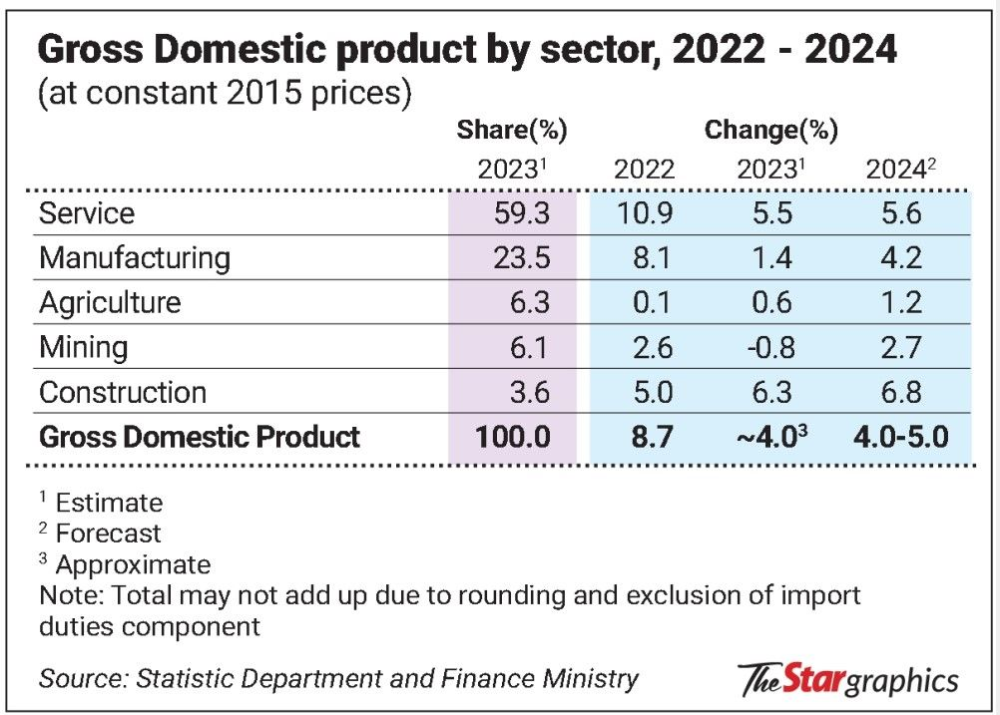 Gross Domestic product by sector, 2022 - 2024
(at constant 2015 prices)
Share(%) Change(%)
2023¹ 2022 2023¹ 2024²
Service 59.3 10.9 5.5 5.6
Manufacturing 23.5 8.1 1.4 4.2
Agriculture 6.3 0.1 0.6 1.2
Mining 6.1 2.6 -0.8 2.7
Construction 3.6 5.0 6.3 6.8
Gross Domestic Product 100.0 8.7 ~4.0³ 4.0-5.0
¹ Estimate
² Forecast
³ Approximate
Note: Total may not add up due to rounding and exclusion of import
duties component
Source: Statistic Department and Finance Ministry TheStargraphics